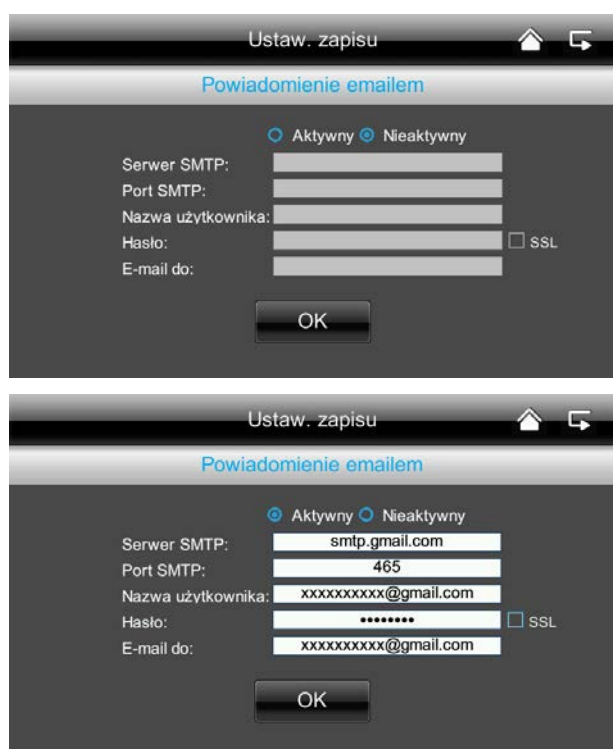 Ustaw. zapisu
Powiadomienie emailem
Aktywny Nieaktywny
Serwer SMTP:
Port SMTP:
Nazwa użytkownika:
Hasło: SSL
E-mail do:
OK
Ustaw. zapisu
Powiadomienie emailem
Aktywny Nieaktywny
Serwer SMTP: smtp.gmail.com
Port SMTP: 465
Nazwa użytkownika: xxxxxxxxxx@gmail.com
Hasło: •••••••• SSL
E-mail do: xxxxxxxxxx@gmail.com
OK